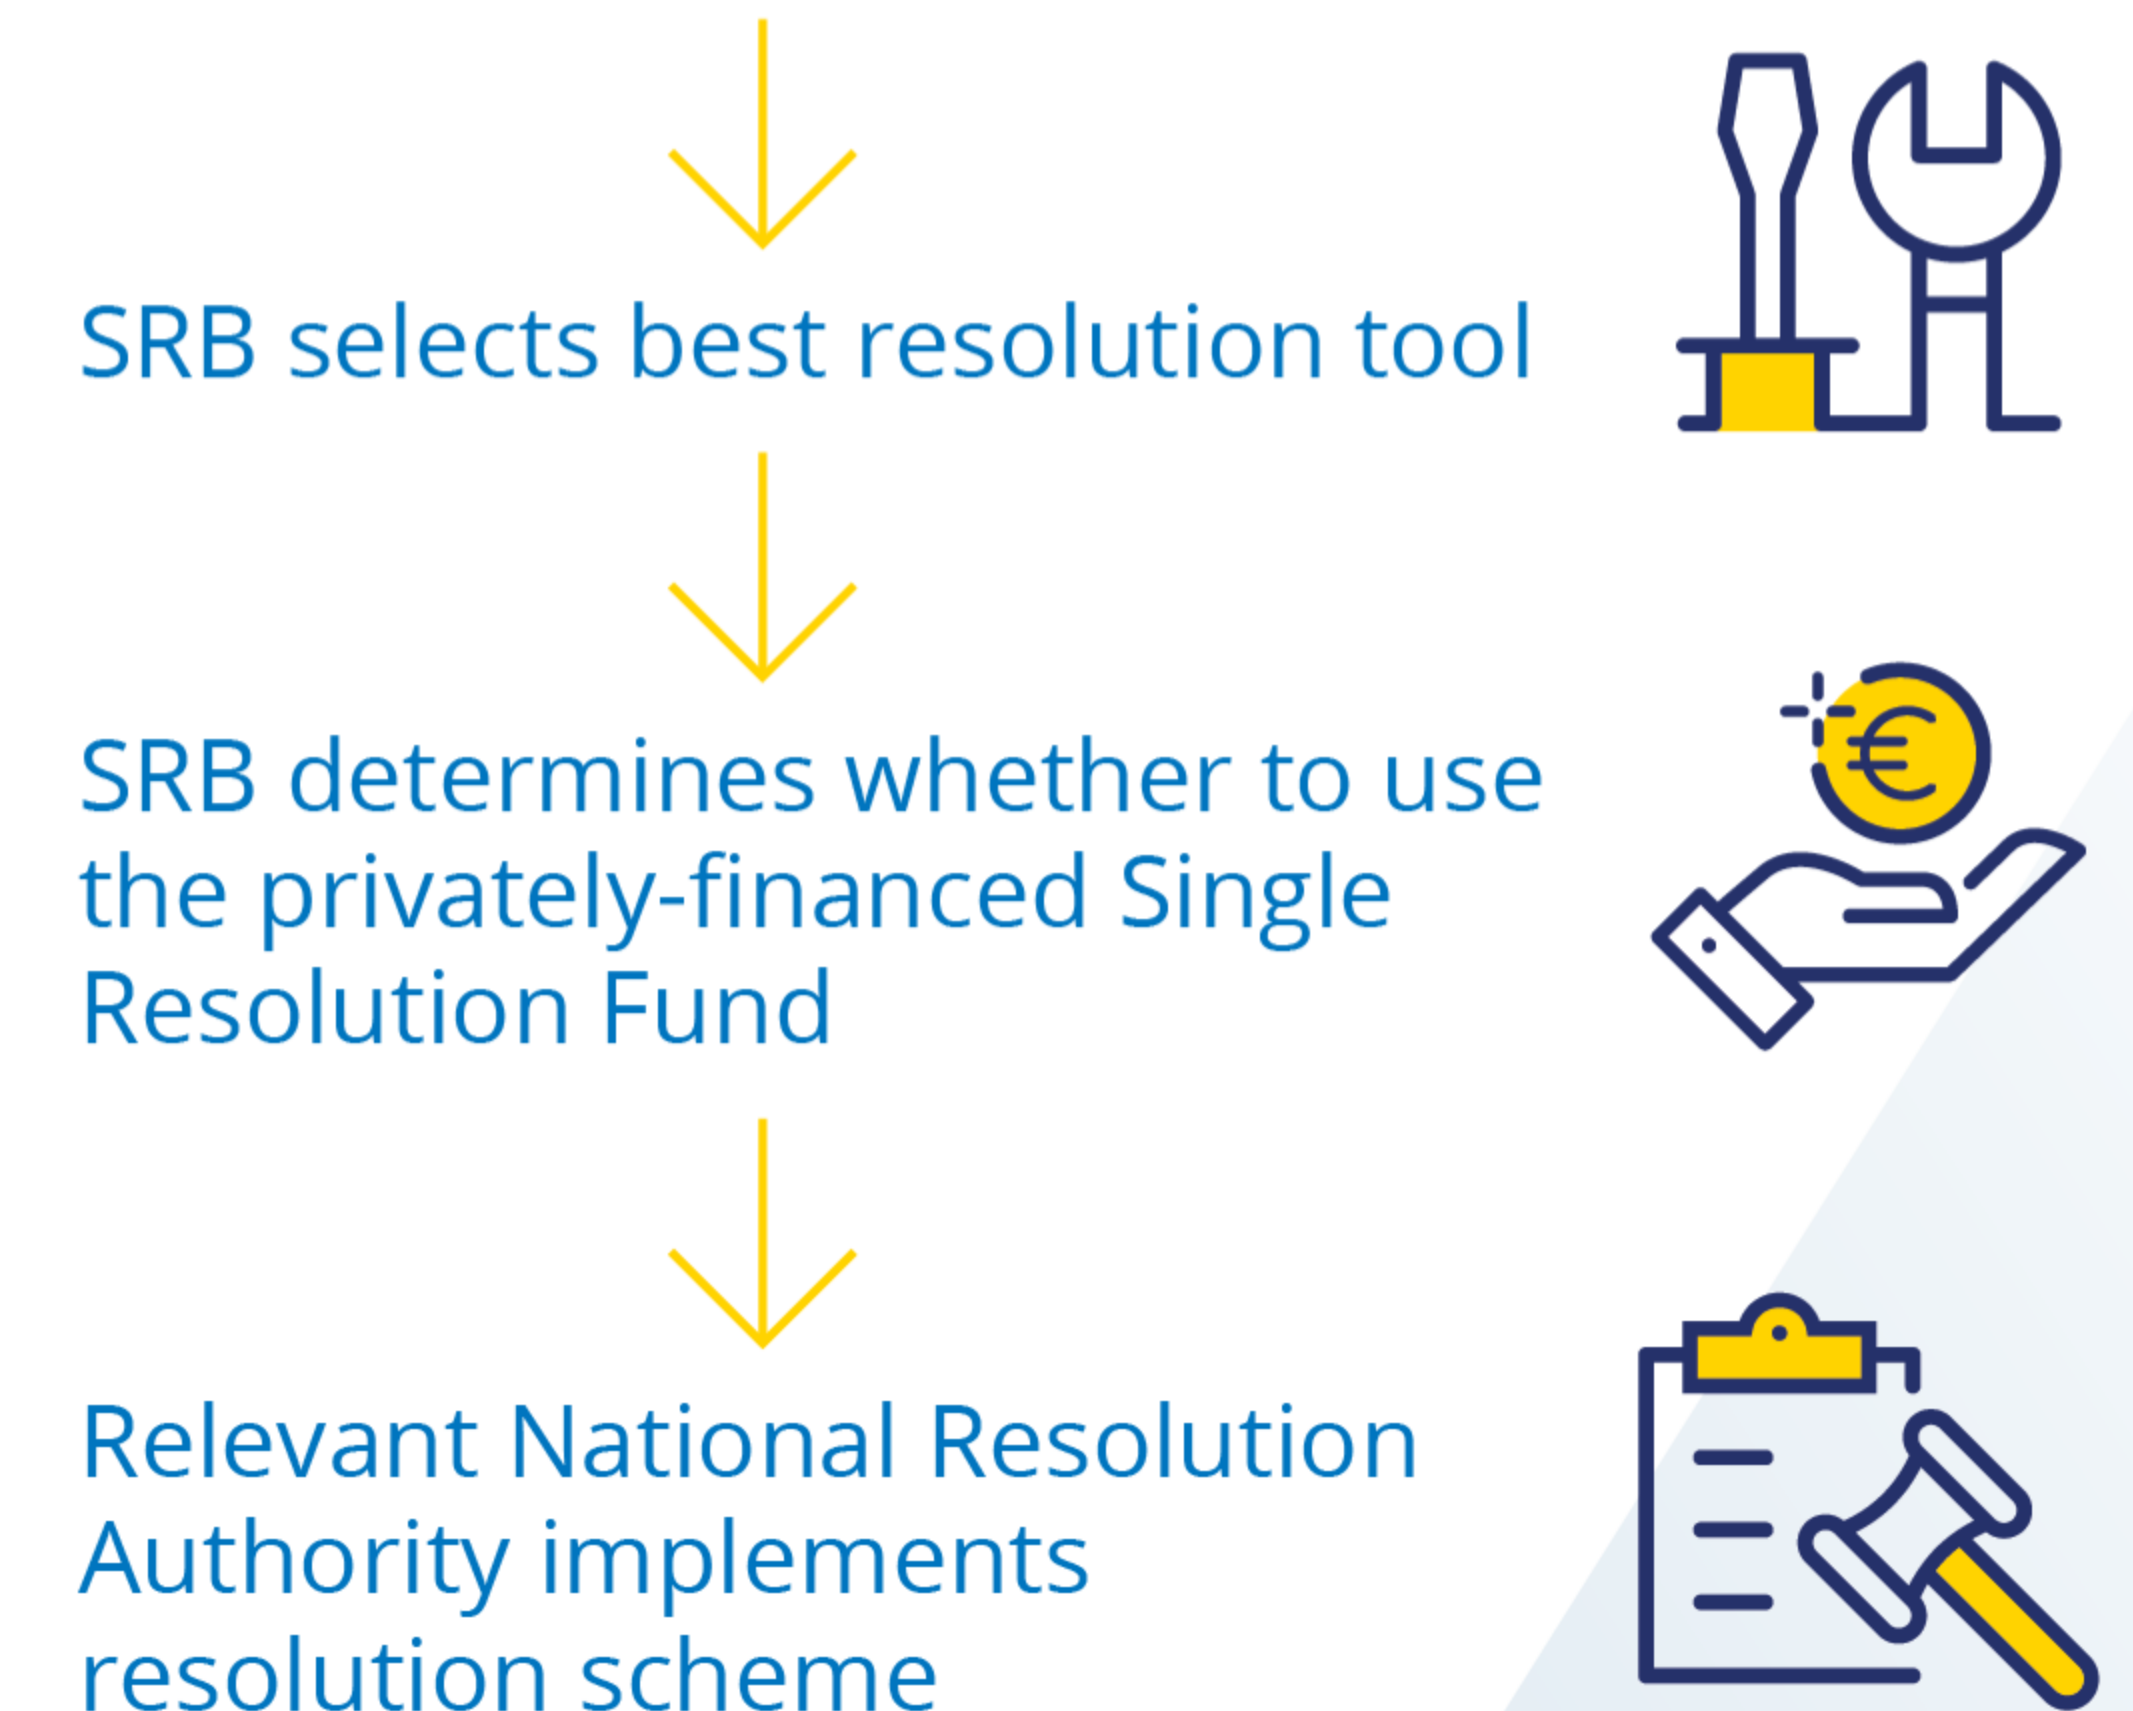 SRB selects best resolution tool
SRB determines whether to use
the privately-financed Single
Resolution Fund
€
Relevant National Resolution
Authority implements
resolution scheme